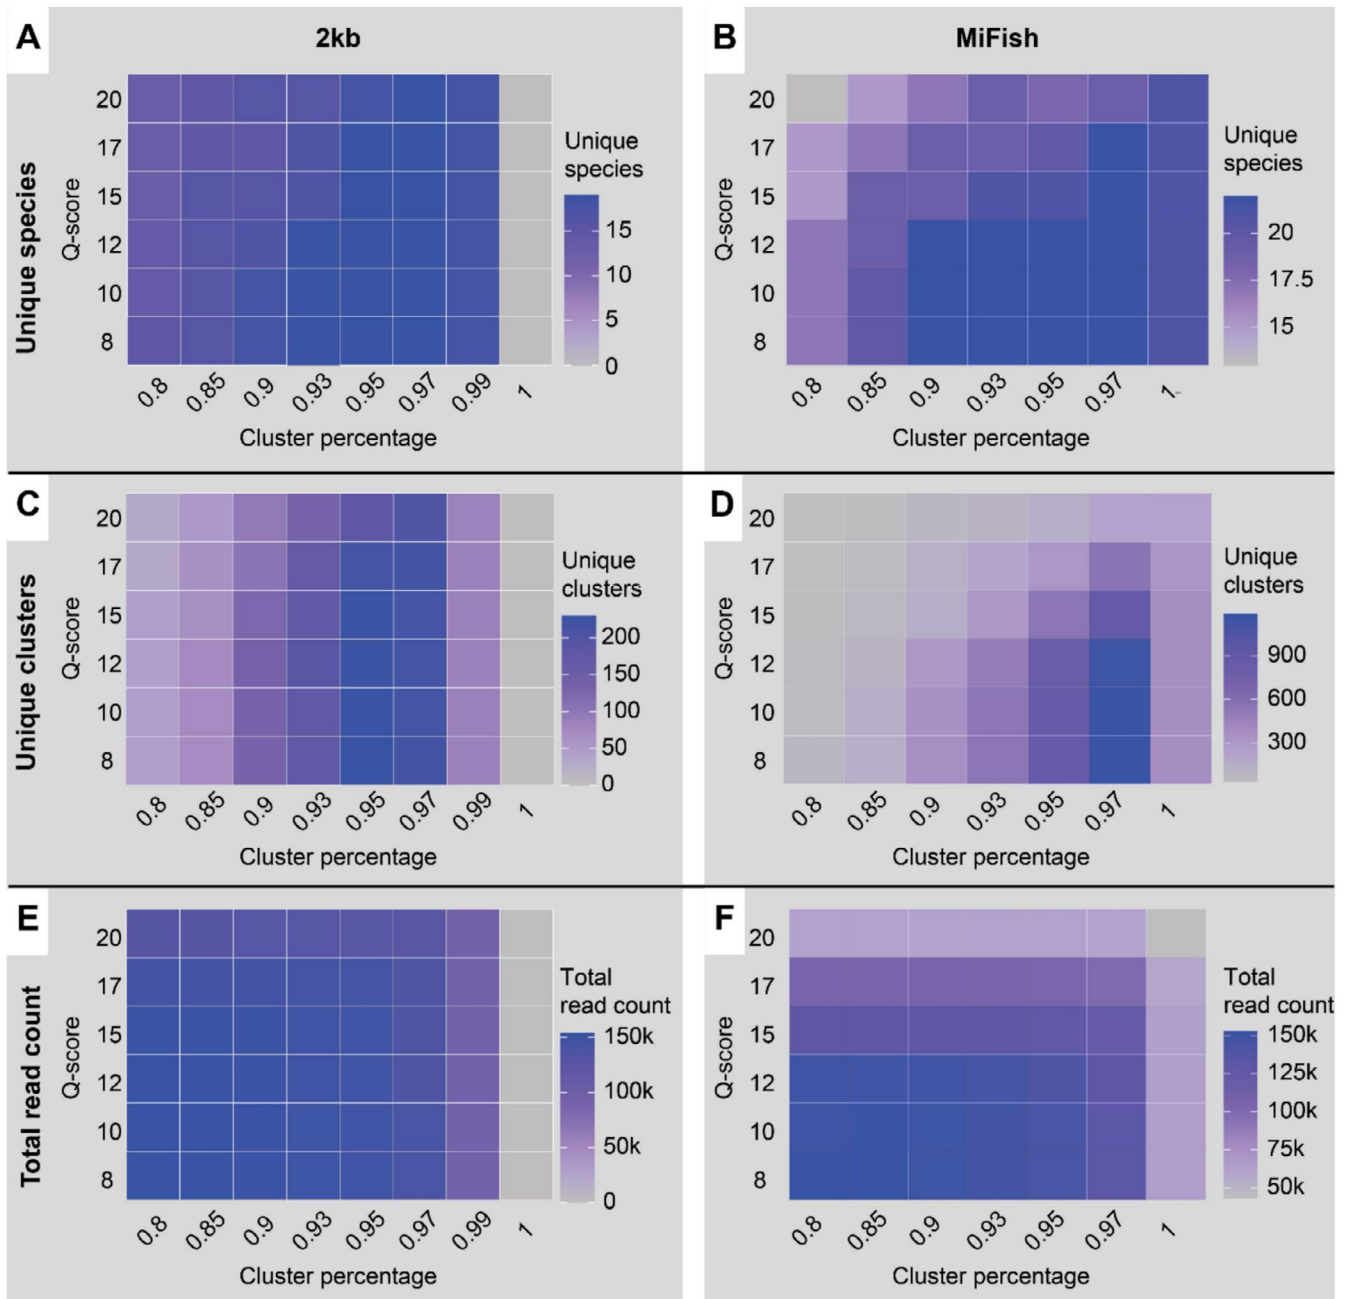 A
2kb
Unique species
Q-score
20
17
15
12
10
8
0.8
0.85
0.9
0.93
0.95
0.97
0.99
1
Cluster percentage
Unique
species
15
10
5
0
B
MiFish
Q-score
20
17
15
12
10
8
0.8
0.85
0.9
0.93
0.95
0.97
1
Cluster percentage
Unique
species
20
17.5
15
C
Unique clusters
Q-score
20
17
15
12
10
8
0.8
0.85
0.9
0.93
0.95
0.97
0.99
1
Cluster percentage
Unique
clusters
200
150
100
50
0
D
Q-score
20
17
15
12
10
8
0.8
0.85
0.9
0.93
0.95
0.97
1
Cluster percentage
Unique
clusters
900
600
300
E
Total read count
Q-score
20
17
15
12
10
8
0.8
0.85
0.9
0.93
0.95
0.97
0.99
1
Cluster percentage
Total
read count
150k
100k
50k
0
F
Q-score
20
17
15
12
10
8
0.8
0.85
0.9
0.93
0.95
0.97
1
Cluster percentage
Total
read count
150k
125k
100k
75k
50k